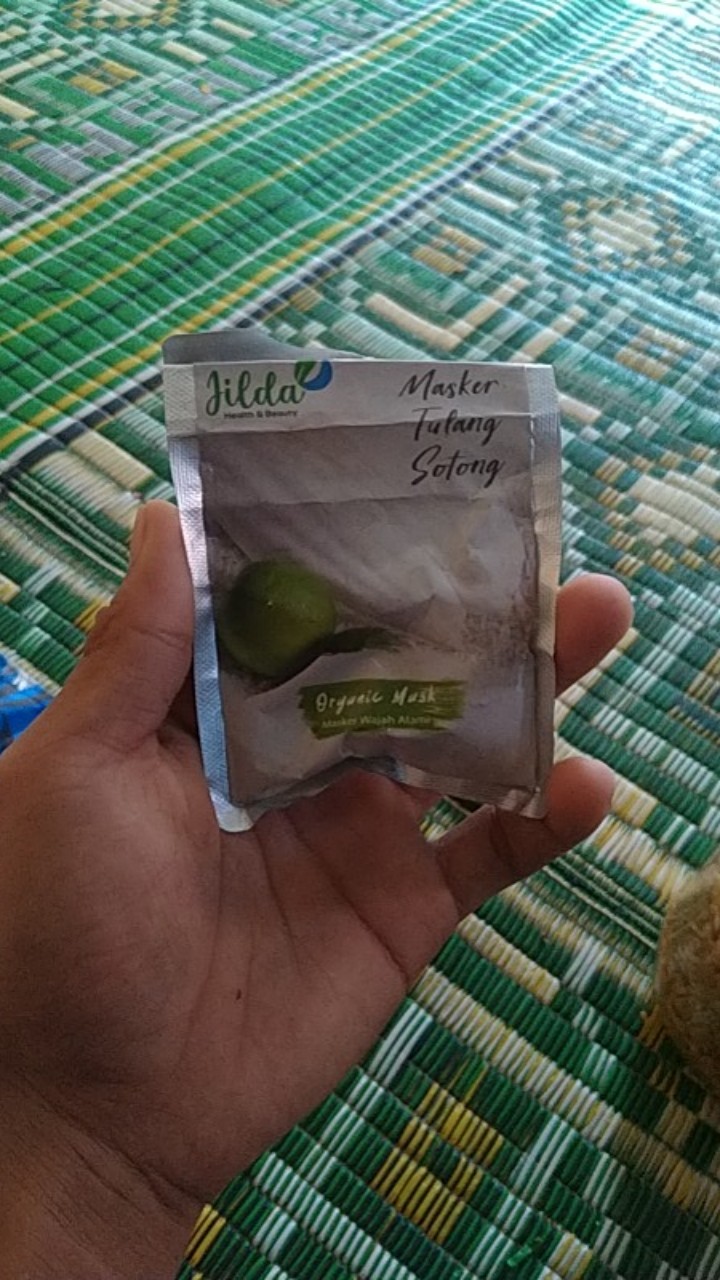 Jilda
Health & Beauty
Masker
Tulang
Sotong
Organic Mask
Masker Wajah Alami